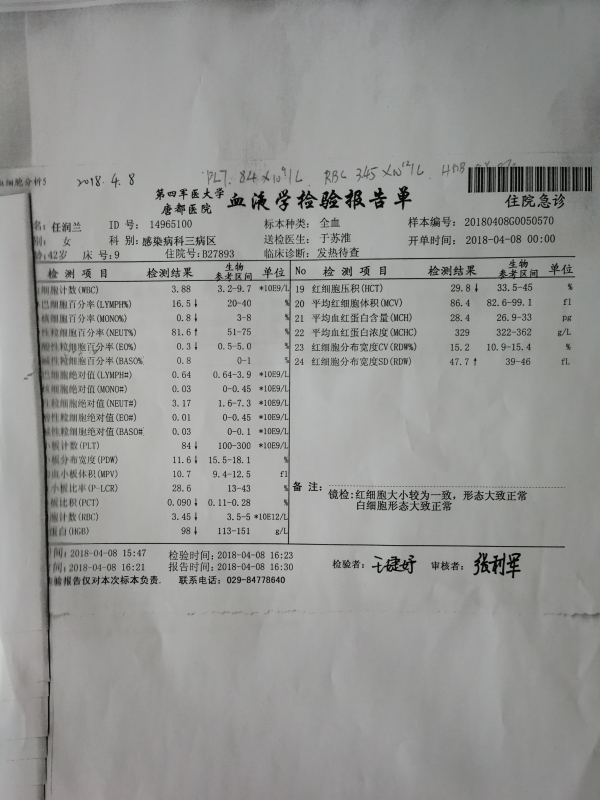 血细胞分析5
2018.4.8 PLT. 84×10^9/L RBC 345×10^12/L HGB
第四军医大学 唐都医院 血液学检验报告单 住院急诊
名:任润兰 ID 号: 14965100 标本种类: 全血 样本编号: 20180408G0050570
别: 女 科 别:感染病科三病区 送检医生: 于苏淮 开单时间: 2018-04-08 00:00
龄:42岁 床 号:9 住院号:B27893 临床诊断: 发热待查
检 测 项 目 检测结果 生物参考区间 单位 No 检 测 项 目 检测结果 生物参考区间 单位
细胞计数(WBC) 3.88 3.2-9.7 *10E9/L 19 红细胞压积(HCT) 29.8↓ 33.5-45 %
巴细胞百分率(LYMPH%) 16.5↓ 20-40 % 20 平均红细胞体积(MCV) 86.4 82.6-99.1 fl
核细胞百分率(MONO%) 0.8↓ 3-8 % 21 平均血红蛋白含量(MCH) 28.4 26.9-33 pg
性粒细胞百分率(NEUT%) 81.6↑ 51-75 % 22 平均血红蛋白浓度(MCHC) 329 322-362 g/L
酸性粒细胞百分率(EO%) 0.3↓ 0.5-5.0 % 23 红细胞分布宽度CV(RDW%) 15.2 10.9-15.4 %
碱性粒细胞百分率(BASO% 0.8 0-1 % 24 红细胞分布宽度SD(RDW) 47.7↑ 39-46 fL
巴细胞绝对值(LYMPH#) 0.64 0.64-3.9 *10E9/L
核细胞绝对值(MONO#) 0.03 0-0.45 *10E9/L
性粒细胞绝对值(NEUT#) 3.17 1.6-7.3 *10E9/L
酸性粒细胞绝对值(EO#) 0.01 0-0.45 *10E9/L
碱性粒细胞绝对值(BASO# 0.03 0-0.1 *10E9/L
小板计数(PLT) 84↓ 100-300 *10E9/L
小板分布宽度(PDW) 11.6↓ 15.5-18.1 %
血小板体积(MPV) 10.7 9.4-12.5 fl
小板比率(P-LCR) 28.6 13-43 % 备 注:
板比积(PCT) 0.090↓ 0.11-0.28 % 镜检:红细胞大小较为一致,形态大致正常
胞计数(RBC) 3.45↓ 3.5-5 *10E12/L 白细胞形态大致正常
蛋白(HGB) 98↓ 113-151 g/L
时间:2018-04-08 15:47 检验时间:2018-04-08 16:23 检验者: 审核者: 张利军
时间:2018-04-08 16:21 报告时间:2018-04-08 16:30
验报告仅对本次标本负责. 联系电话: 029-84778640